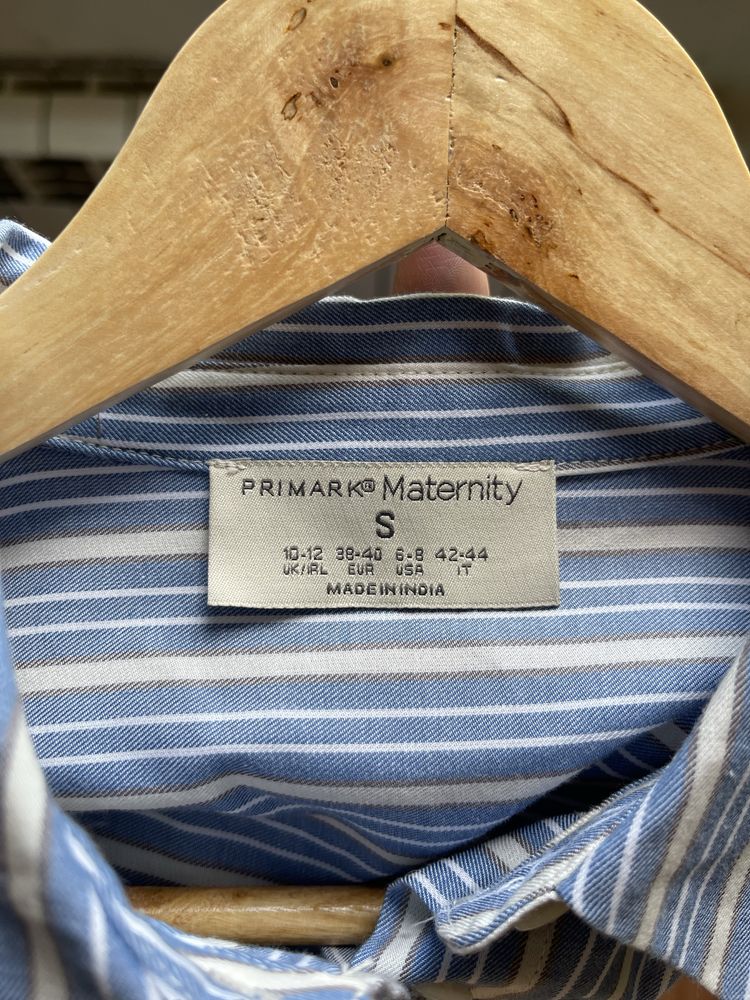 PRIMARK® Maternity
S
10-12 38-40 6-8 42-44
UK/IRL EUR USA IT
MADE IN INDIA